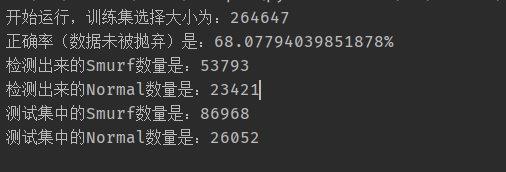 开始运行，训练集选择大小为：264647
正确率（数据未被抛弃）是：68.07794039851878%
检测出来的Smurf数量是：53793
检测出来的Normal数量是：23421
测试集中的Smurf数量是：86968
测试集中的Normal数量是：26052